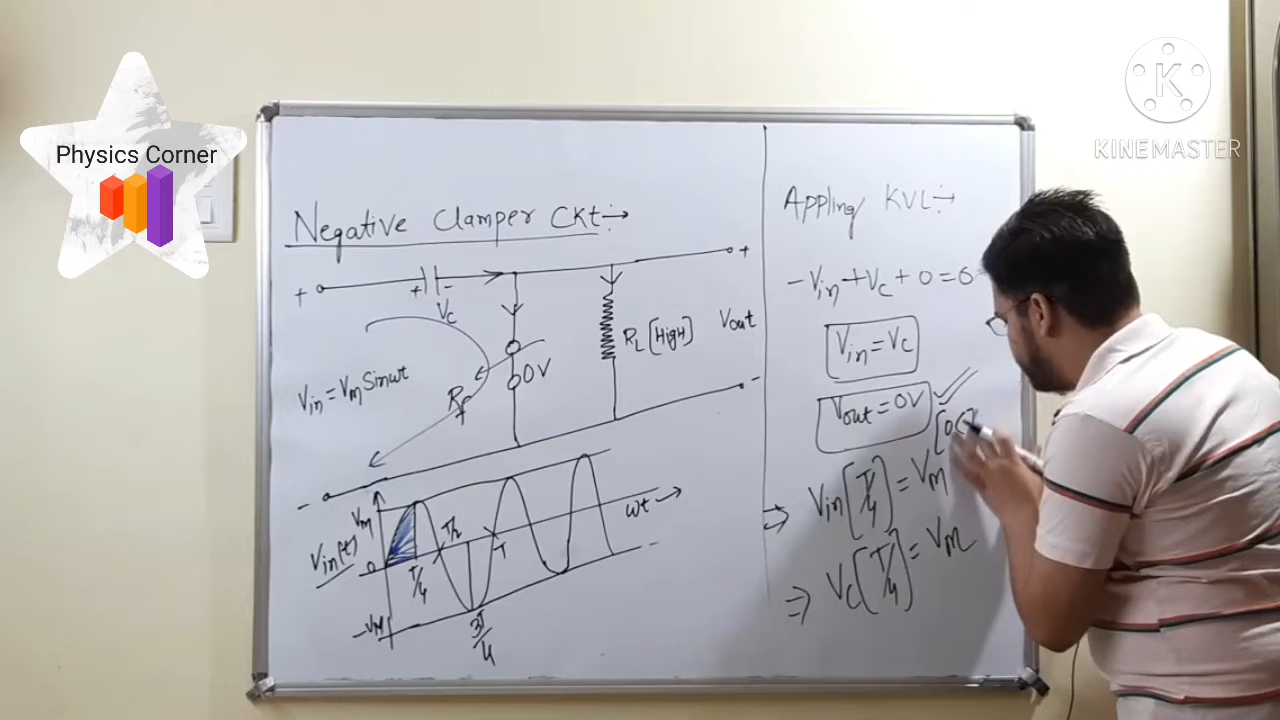 Physics Corner
KINEMASTER
Negative Clamper CKt:→
+
+ -
Vc
+
RL [High]
Vout
0V
Vin = Vm Sinωt
Rf
-
-
Vm
Vin(t)
0
T/4
T/2
T
ωt →
-Vm
3T/4
Appling KVL:→
-Vin + Vc + 0 = 0
Vin = Vc
Vout = 0V
⇒ Vin[T/4] = Vm
⇒ Vc[T/4] = Vm